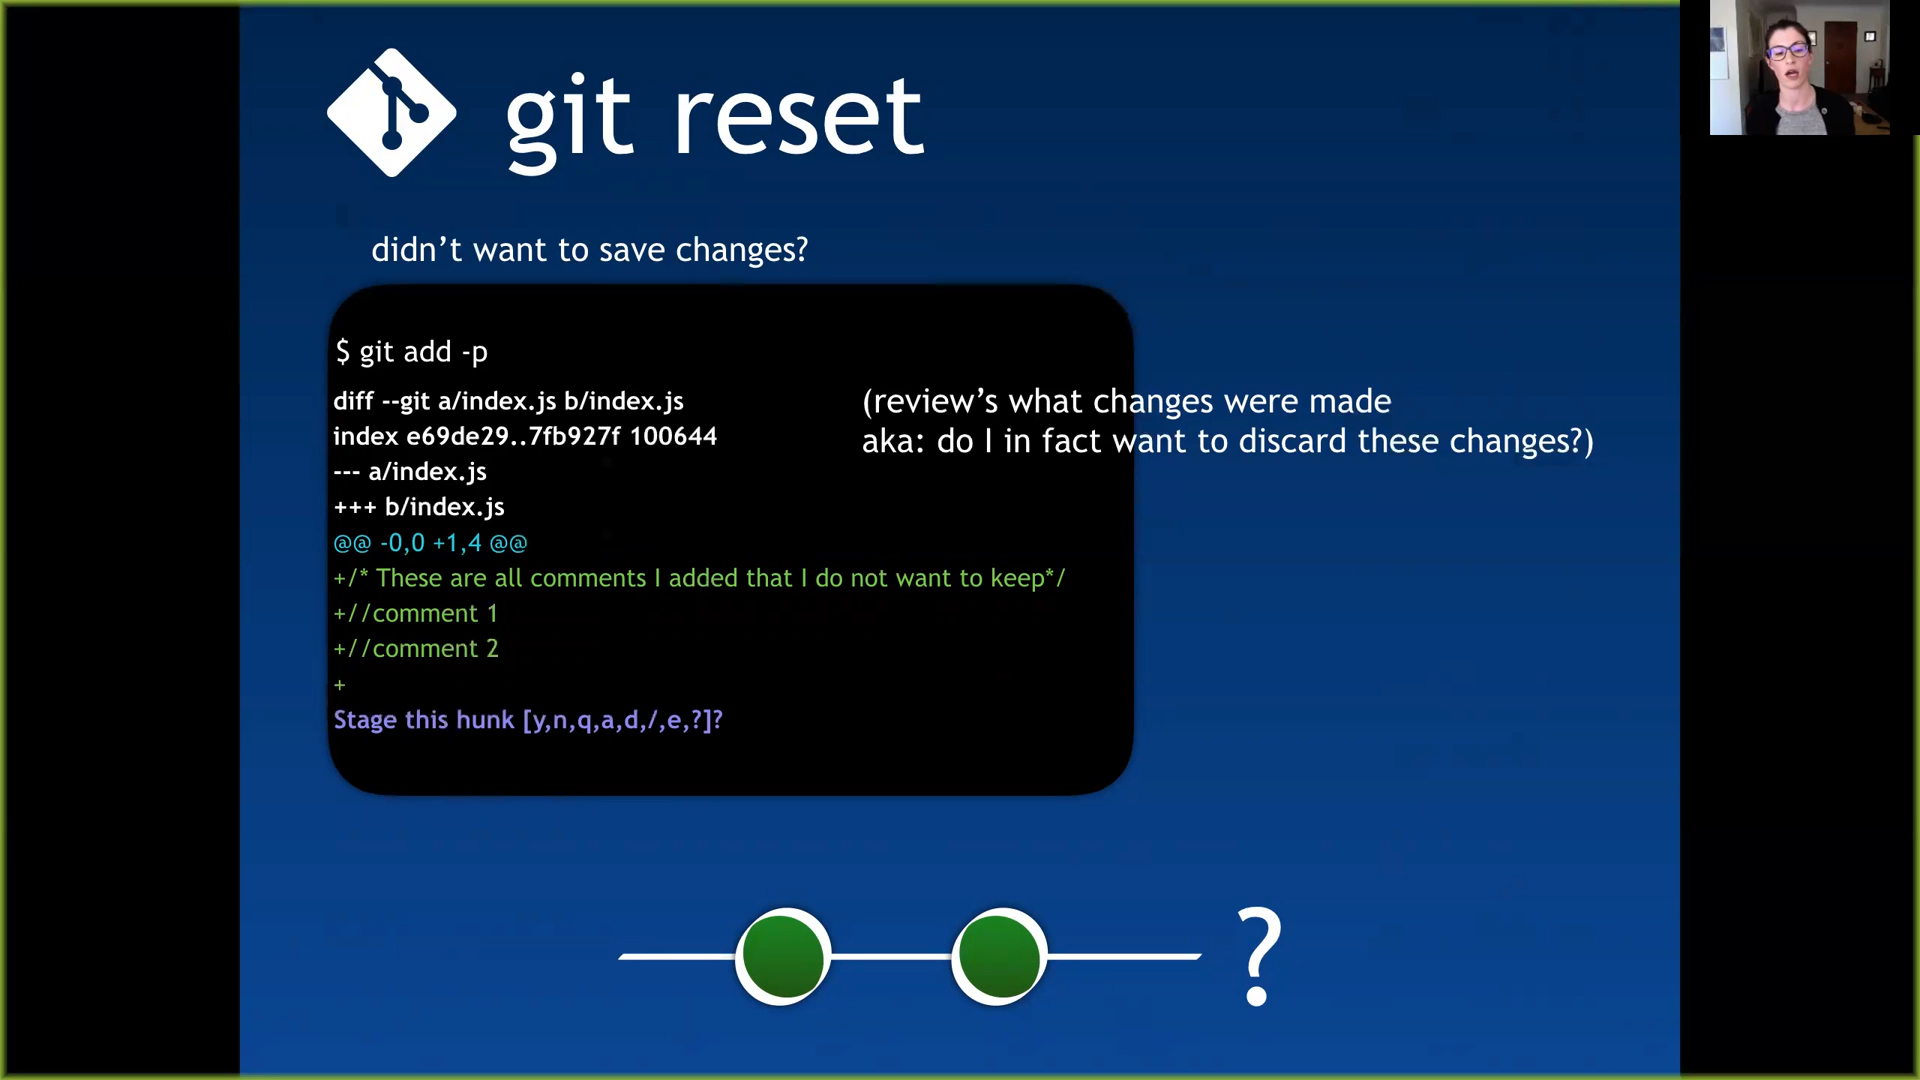 git reset
didn’t want to save changes?
$ git add -p
diff --git a/index.js b/index.js
index e69de29..7fb927f 100644
--- a/index.js
+++ b/index.js
@@ -0,0 +1,4 @@
+/* These are all comments I added that I do not want to keep*/
+//comment 1
+//comment 2
+
Stage this hunk [y,n,q,a,d,/,e,?]?
(review’s what changes were made
aka: do I in fact want to discard these changes?)
?